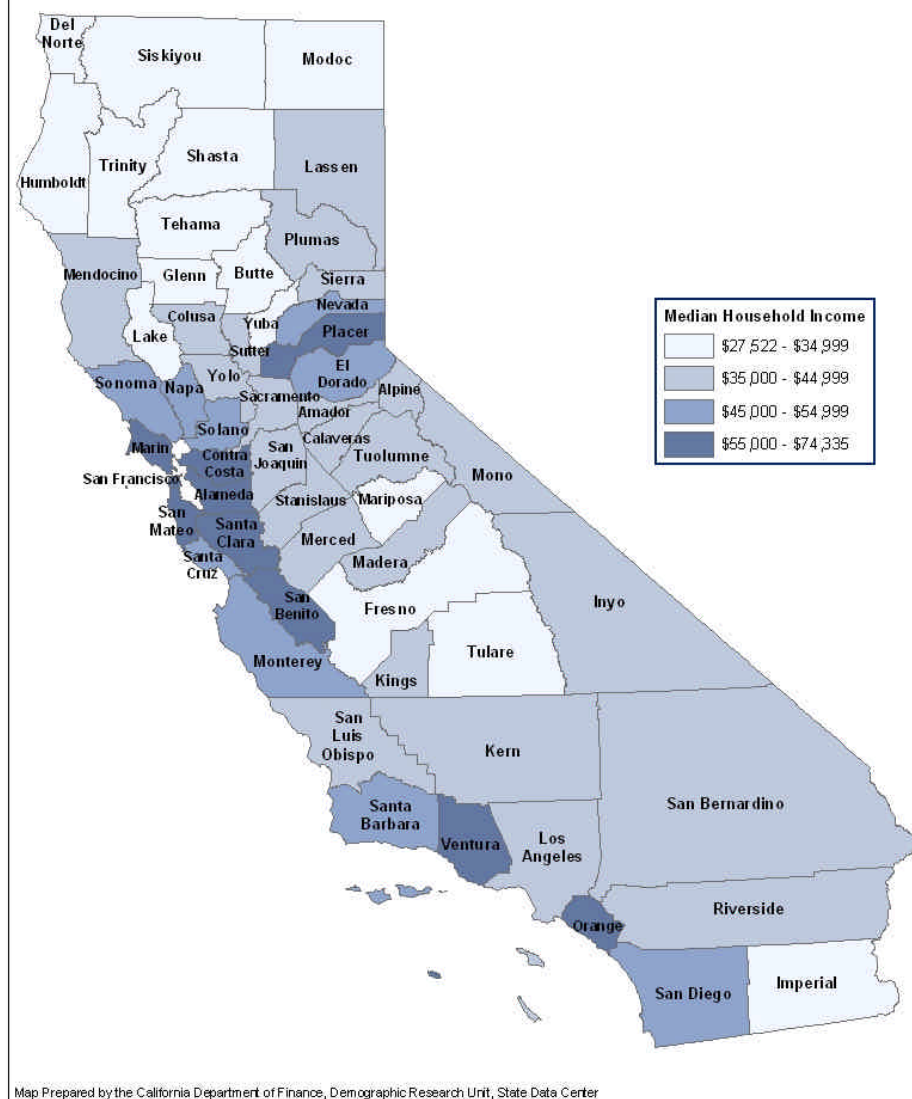 Del
Norte
Siskiyou
Modoc
Humboldt
Trinity
Shasta
Lassen
Tehama
Plumas
Mendocino
Glenn
Butte
Sierra
Colusa
Lake
Yuba
Nevada
Placer
Sutter
El
Dorado
Sonoma
Napa
Yolo
Sacramento
Alpine
Amador
Solano
Calaveras
Marin
Contra
Costa
San
Joaquin
Tuolumne
Mono
San Francisco
Alameda
Stanislaus
Mariposa
San
Mateo
Santa
Clara
Merced
Santa
Cruz
Madera
San
Benito
Fresno
Inyo
Monterey
Kings
Tulare
San
Luis
Obispo
Kern
San Bernardino
Santa
Barbara
Ventura
Los
Angeles
Orange
Riverside
San Diego
Imperial
Median Household Income
$27,522 - $34,999
$35,000 - $44,999
$45,000 - $54,999
$55,000 - $74,335
Map Prepared by the California Department of Finance, Demographic Research Unit, State Data Center